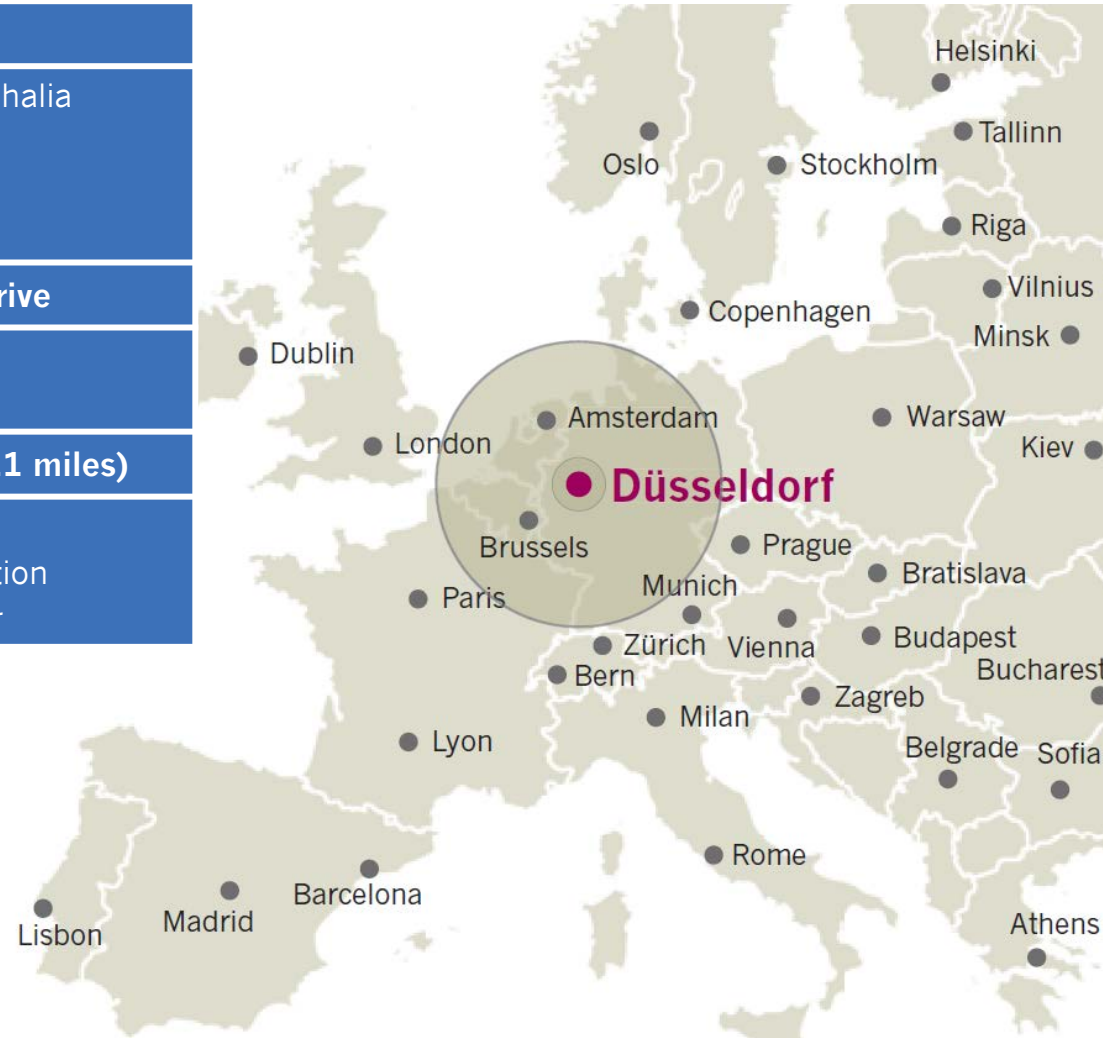 halia
rive
1 miles)
tion
r
Helsinki
Tallinn
Oslo
Stockholm
Riga
Vilnius
Copenhagen
Minsk
Dublin
Amsterdam
Warsaw
London
Kiev
Düsseldorf
Brussels
Prague
Bratislava
Munich
Paris
Zürich
Vienna
Budapest
Bern
Bucharest
Zagreb
Milan
Lyon
Belgrade
Sofia
Rome
Barcelona
Madrid
Lisbon
Athens